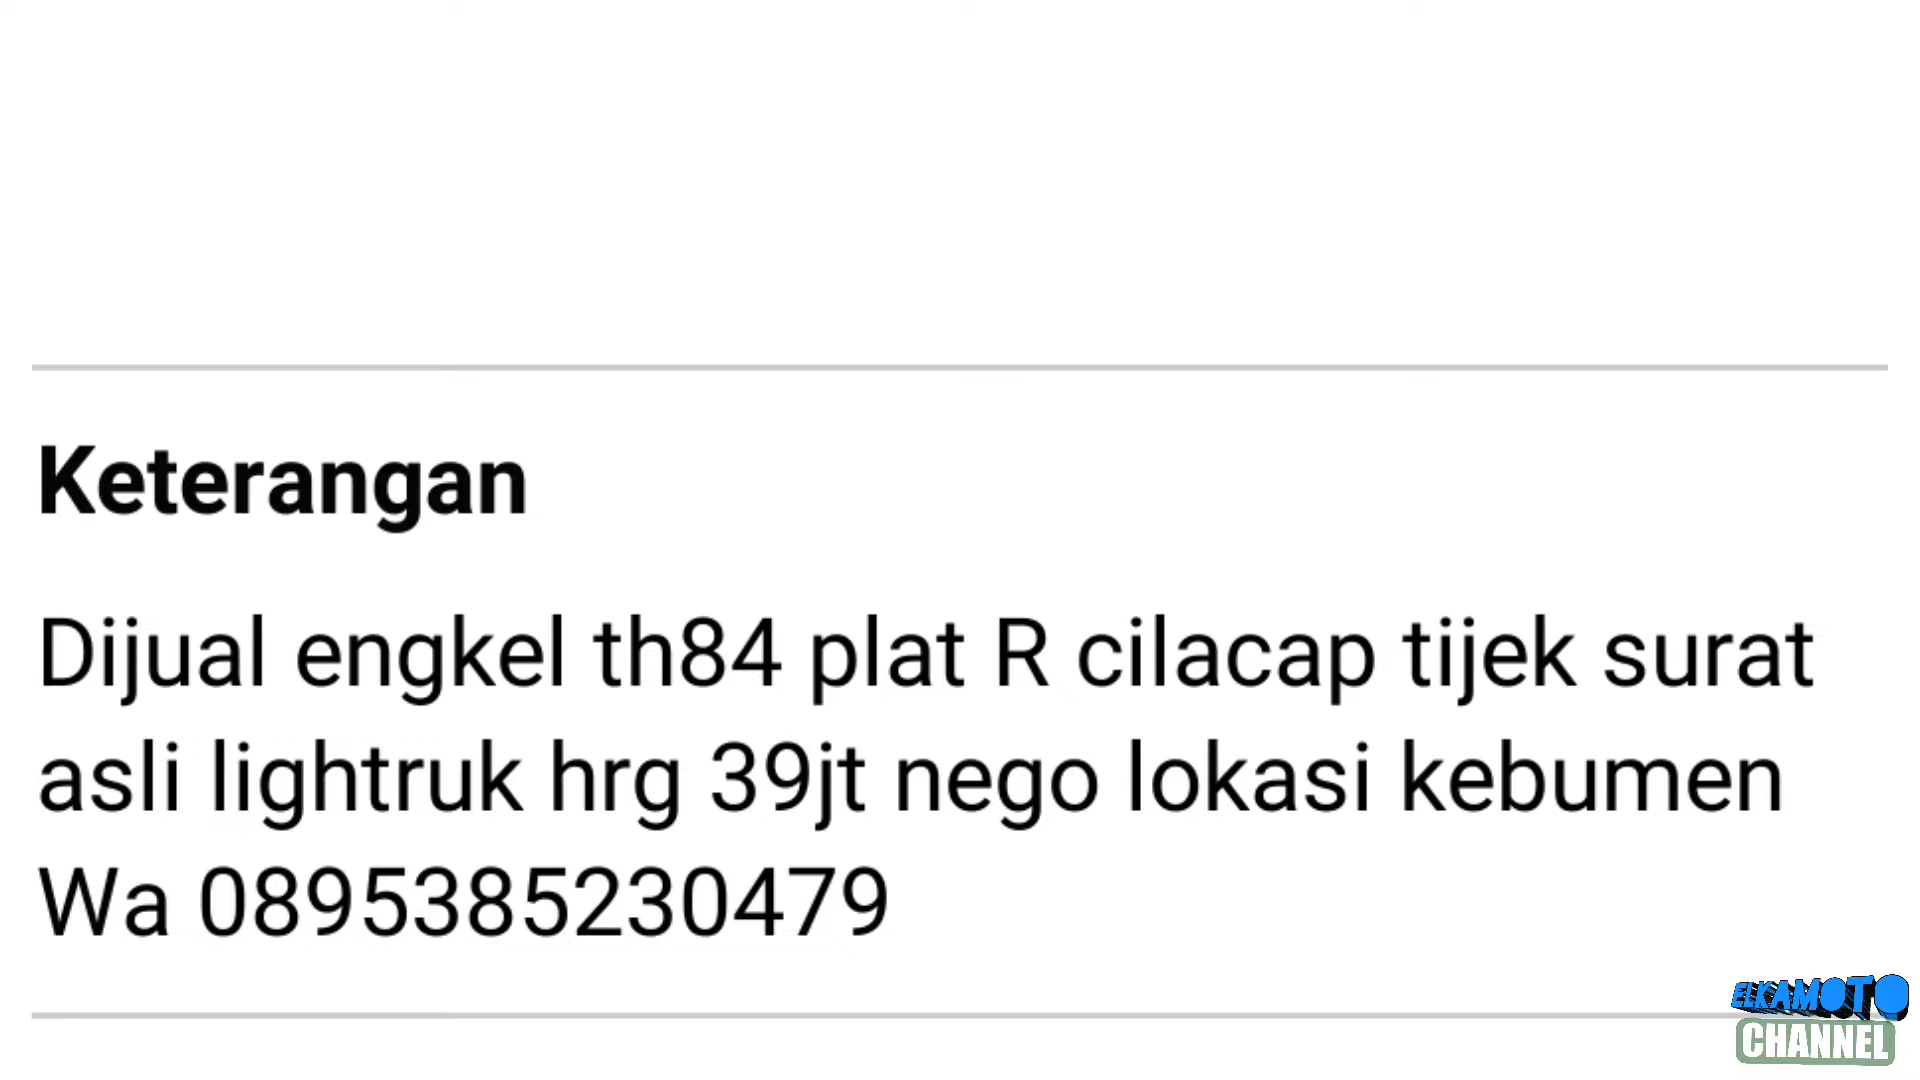 Keterangan
Dijual engkel th84 plat R cilacap tijek surat
asli lightruk hrg 39jt nego lokasi kebumen
Wa 0895385230479
ELKAMOTO
CHANNEL